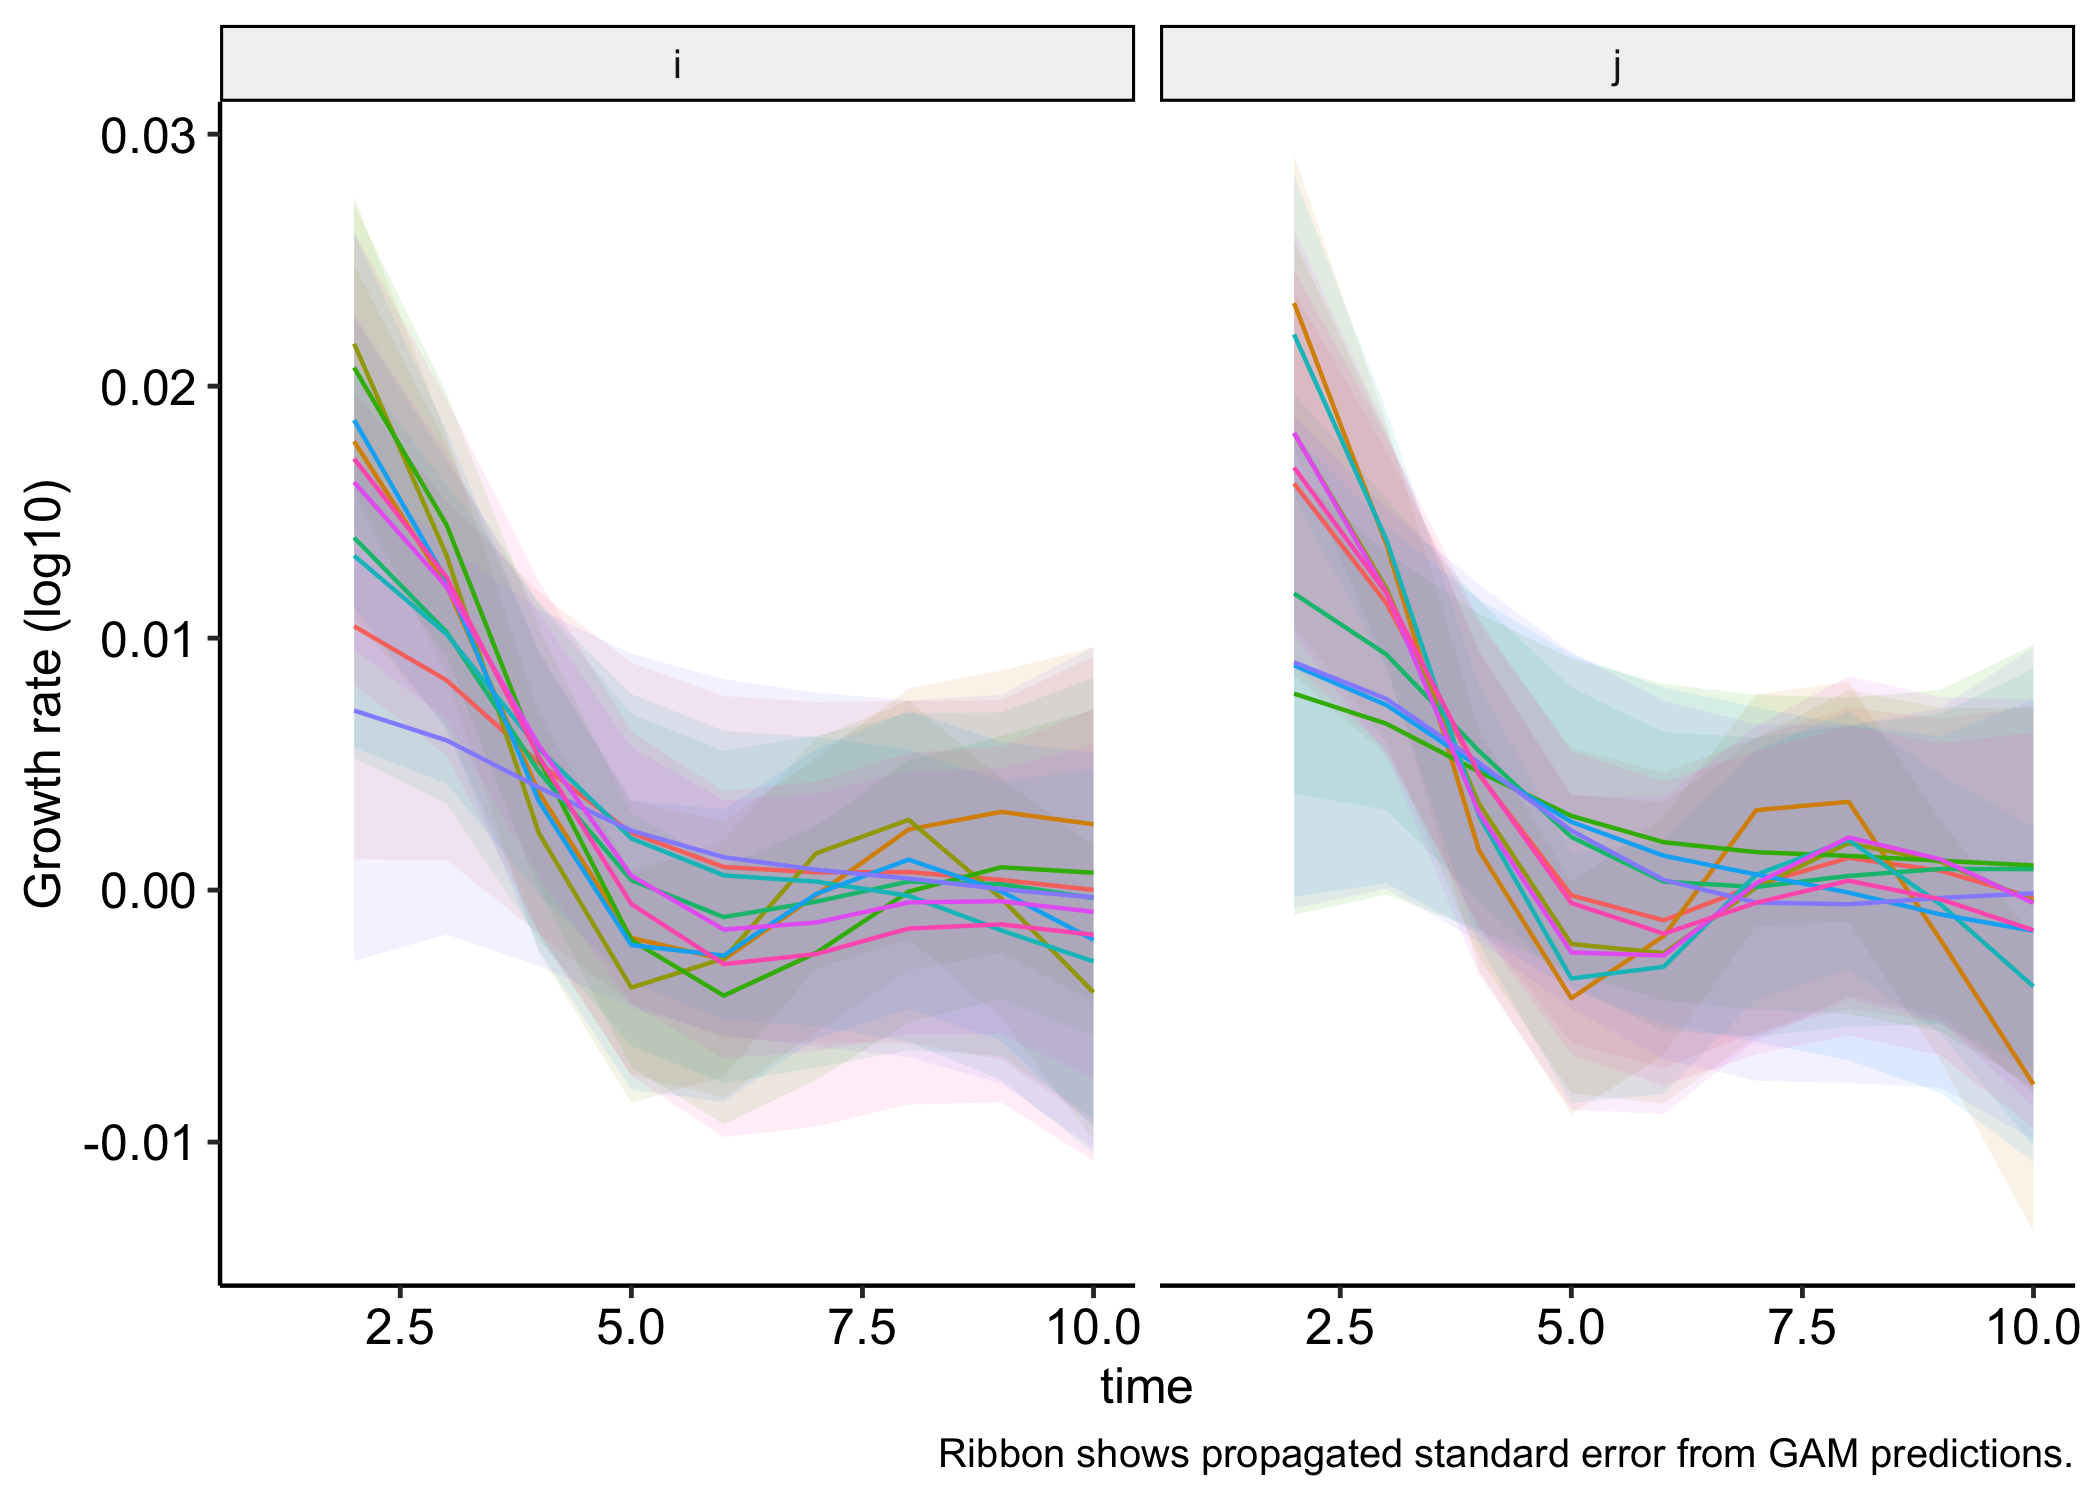 i
j
Growth rate (log10)
0.03
0.02
0.01
0.00
-0.01
2.5 5.0 7.5 10.0
2.5 5.0 7.5 10.0
time
Ribbon shows propagated standard error from GAM predictions.